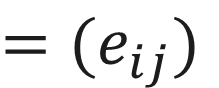 = (e_{ij})